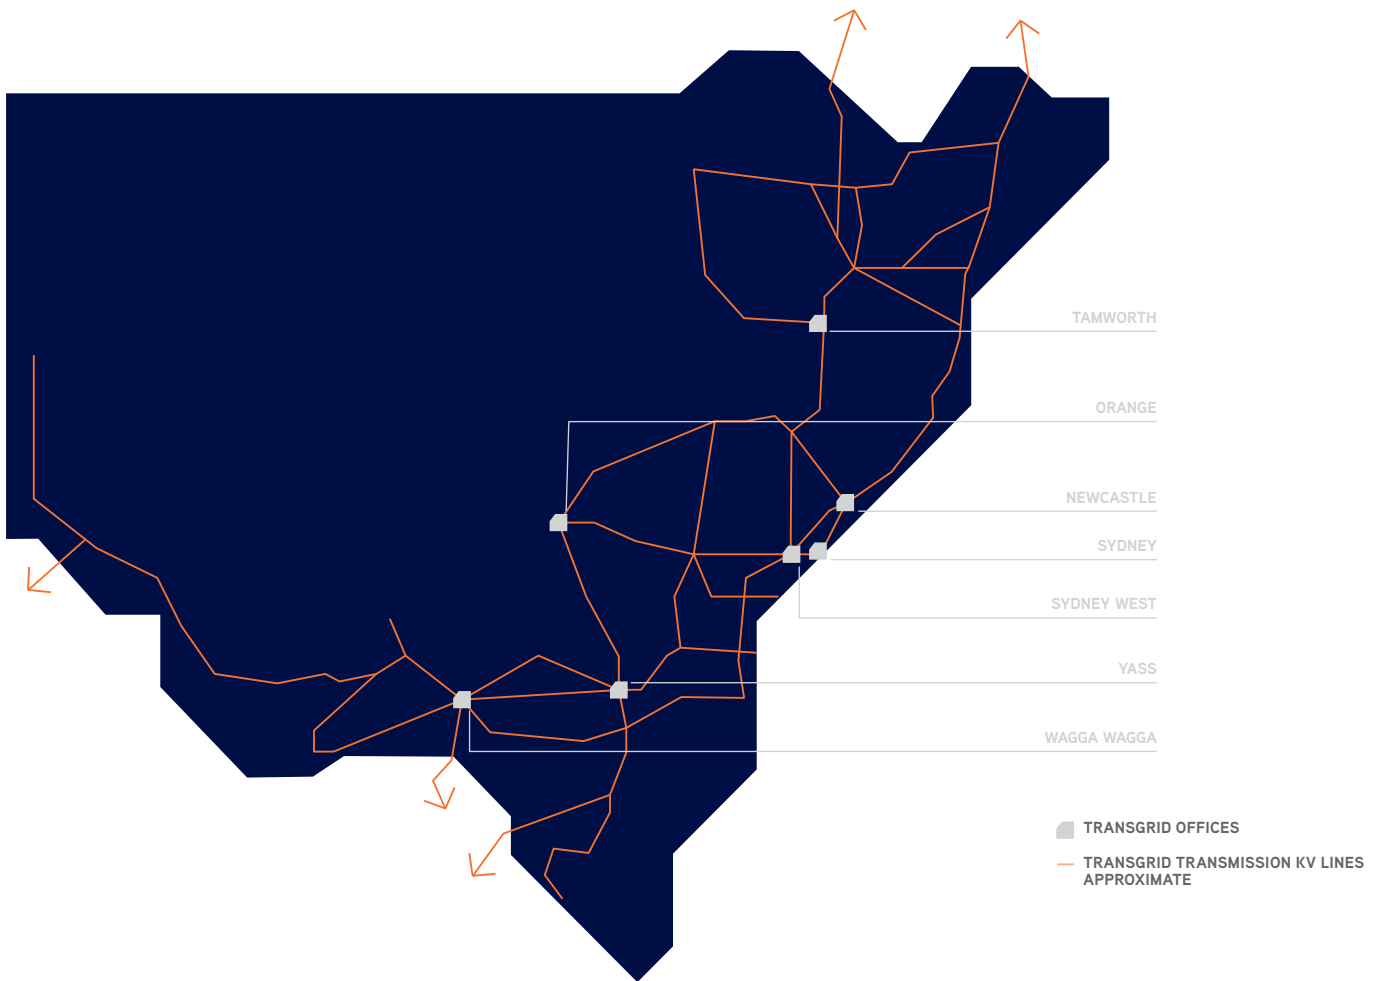 TAMWORTH
ORANGE
NEWCASTLE
SYDNEY
SYDNEY WEST
YASS
WAGGA WAGGA
TRANSGRID OFFICES
TRANSGRID TRANSMISSION KV LINES
APPROXIMATE